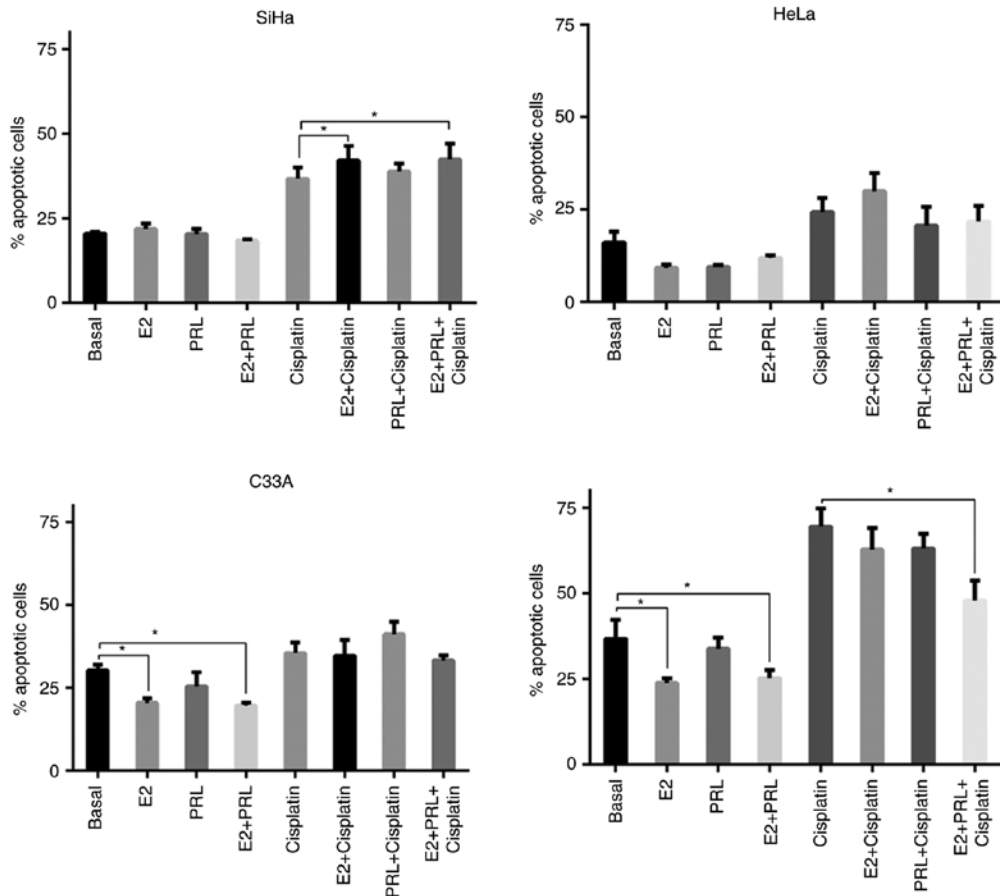 SiHa
% apoptotic cells
75
50
25
0
*
*
Basal
E2
PRL
E2+PRL
Cisplatin
E2+Cisplatin
PRL+Cisplatin
E2+PRL+
Cisplatin
HeLa
% apoptotic cells
75
50
25
0
Basal
E2
PRL
E2+PRL
Cisplatin
E2+Cisplatin
PRL+Cisplatin
E2+PRL+
Cisplatin
C33A
% apoptotic cells
75
50
25
0
*
*
Basal
E2
PRL
E2+PRL
Cisplatin
E2+Cisplatin
PRL+Cisplatin
E2+PRL+
Cisplatin
% apoptotic cells
75
50
25
0
*
*
*
Basal
E2
PRL
E2+PRL
Cisplatin
E2+Cisplatin
PRL+Cisplatin
E2+PRL+
Cisplatin